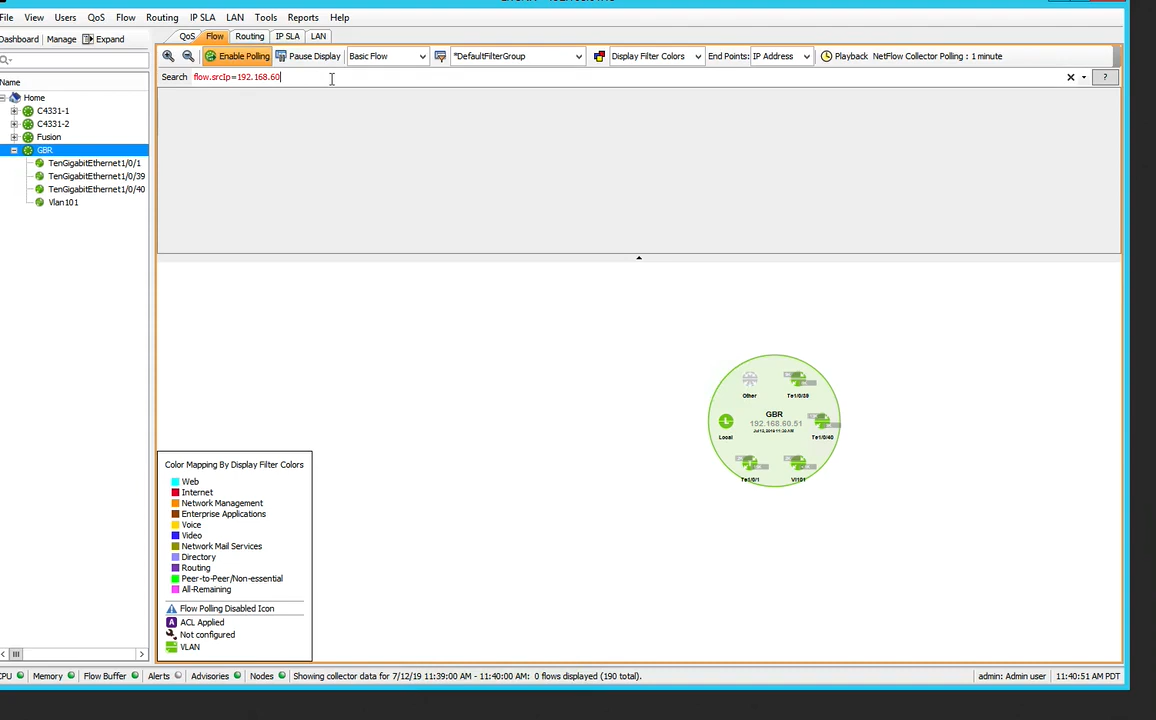 File View Users QoS Flow Routing IP SLA LAN Tools Reports Help
Dashboard Manage Expand
QoS Flow Routing IP SLA LAN
Enable Polling Pause Display Basic Flow *DefaultFilterGroup Display Filter Colors End Points: IP Address Playback NetFlow Collector Polling : 1 minute
Search flow.srcIp=192.168.60 ?
Name
Home
C4331-1
C4331-2
Fusion
GBR
TenGigabitEthernet1/0/1
TenGigabitEthernet1/0/39
TenGigabitEthernet1/0/40
Vlan101
Other Te1/0/39
GBR
192.168.60.51
Local Te1/0/40
Te1/0/1 Vl101
Color Mapping By Display Filter Colors
Web
Internet
Network Management
Enterprise Applications
Voice
Video
Network Mail Services
Directory
Routing
Peer-to-Peer/Non-essential
All-Remaining
Flow Polling Disabled Icon
A ACL Applied
Not configured
VLAN
CPU Memory Flow Buffer Alerts Advisories Nodes Showing collector data for 7/12/19 11:39:00 AM - 11:40:00 AM: 0 flows displayed (190 total). admin: Admin user 11:40:51 AM PDT